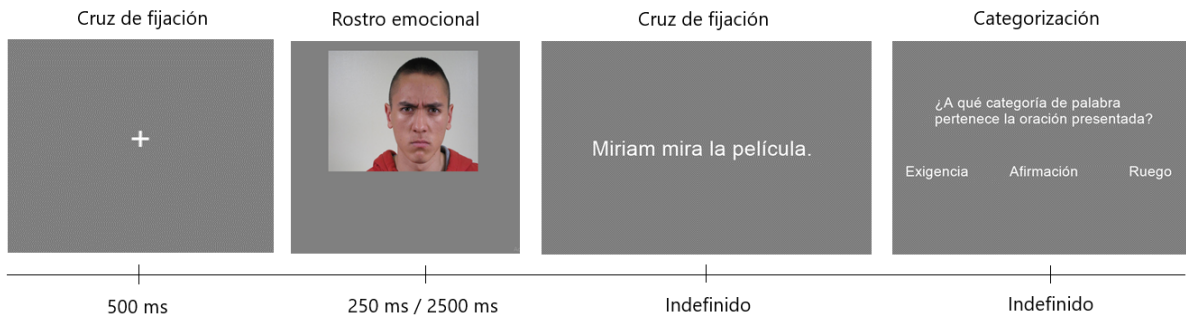 Cruz de fijación
Rostro emocional
Cruz de fijación
Categorización
+
Miriam mira la película.
¿A qué categoría de palabra
pertenece la oración presentada?
Exigencia Afirmación Ruego
500 ms
250 ms / 2500 ms
Indefinido
Indefinido